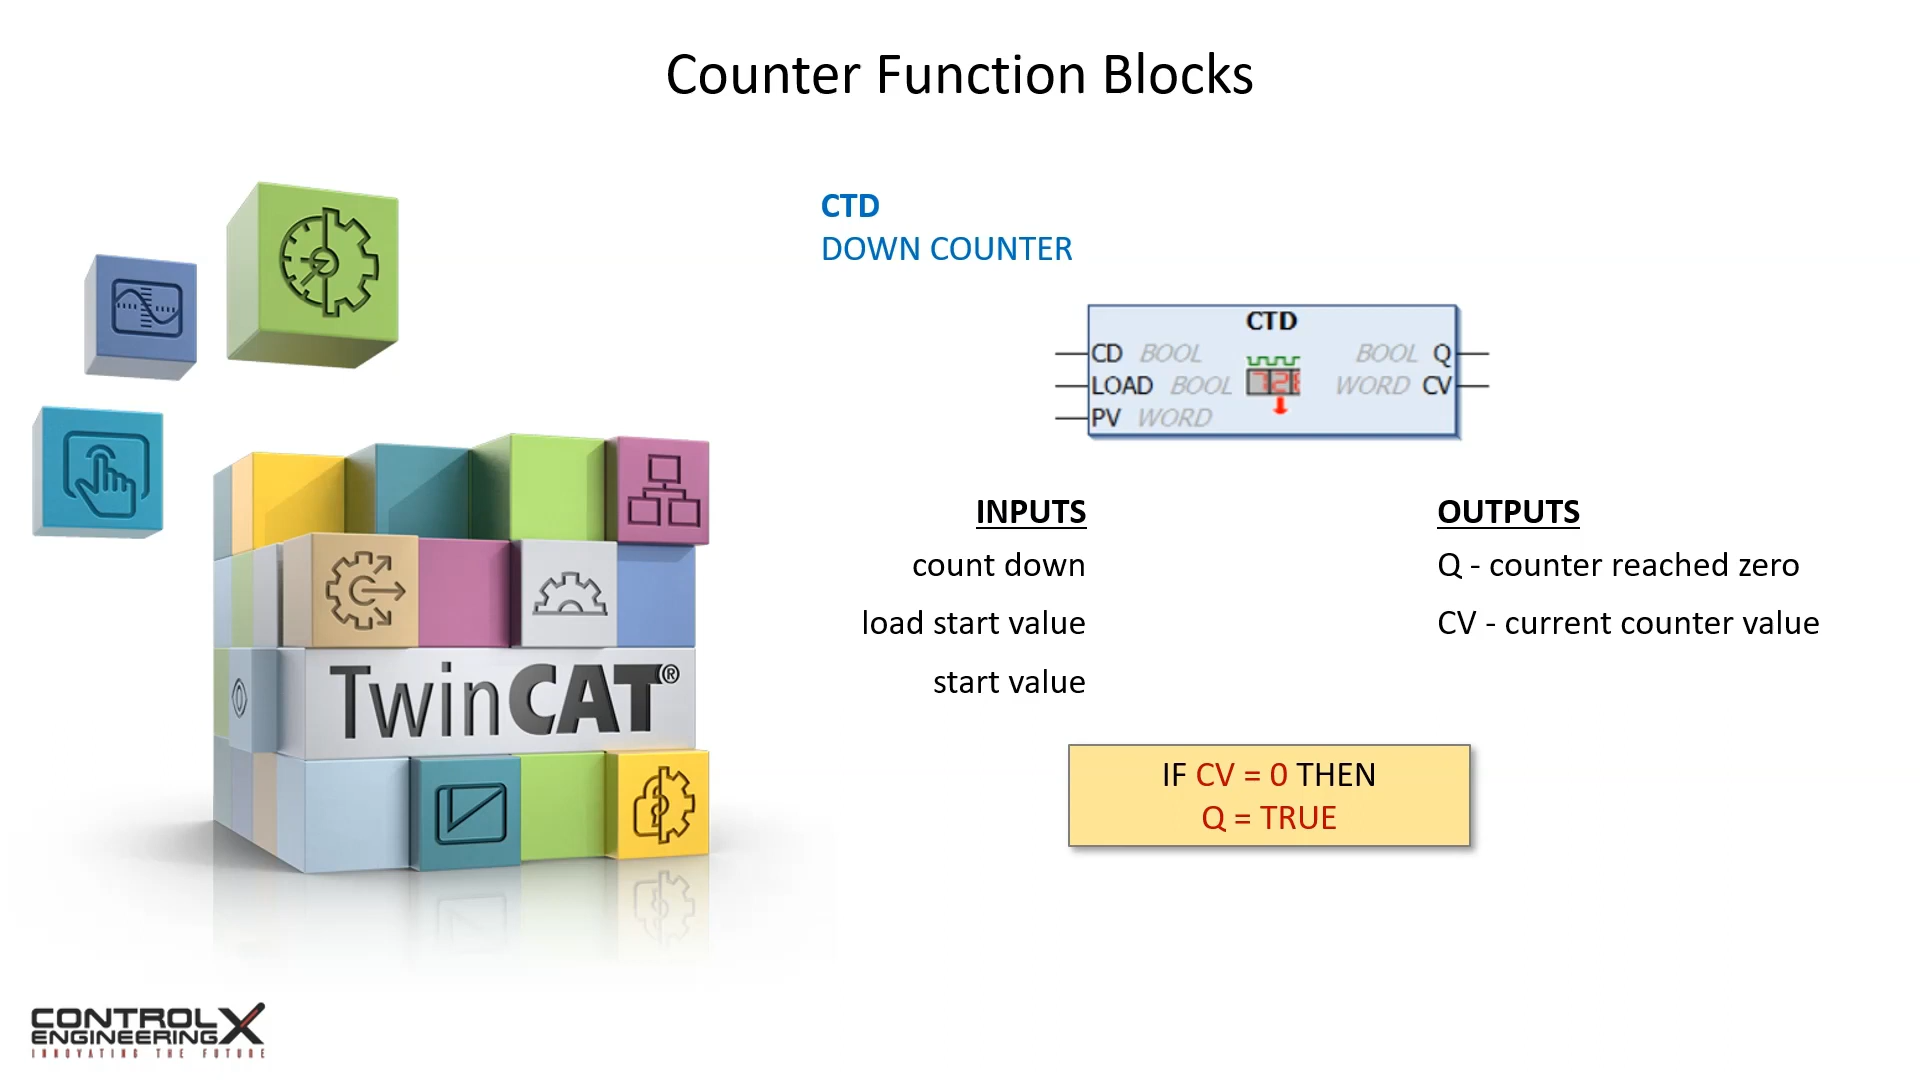 Counter Function Blocks
CTD
DOWN COUNTER
CTD
CD BOOL BOOL Q
LOAD BOOL WORD CV
PV WORD
INPUTS
count down
load start value
start value
OUTPUTS
Q - counter reached zero
CV - current counter value
IF CV = 0 THEN
Q = TRUE
TwinCAT®
CONTROLX
ENGINEERING
INNOVATING THE FUTURE